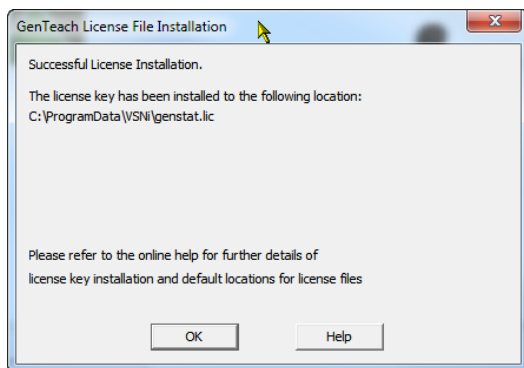 GenTeach License File Installation
Successful License Installation.
The license key has been installed to the following location:
C:\ProgramData\VSNi\genstat.lic
Please refer to the online help for further details of
license key installation and default locations for license files
OK
Help